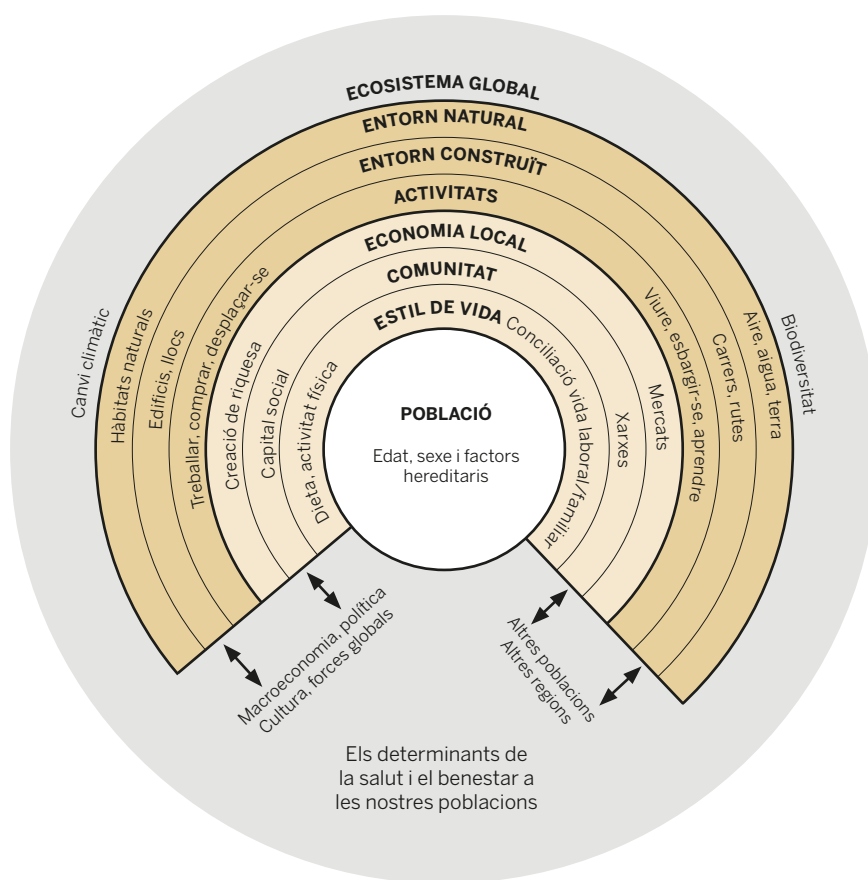 ECOSISTEMA GLOBAL
Canvi climàtic
Biodiversitat
ENTORN NATURAL
Hàbitats naturals
Aire, aigua, terra
ENTORN CONSTRUÏT
Edificis, llocs
Carrers, rutes
ACTIVITATS
Treballar, comprar, desplaçar-se
Viure, esbargir-se, aprendre
ECONOMIA LOCAL
Creació de riquesa
Mercats
COMUNITAT
Capital social
Xarxes
ESTIL DE VIDA
Dieta, activitat física
Conciliació vida laboral/familiar
POBLACIÓ
Edat, sexe i factors
hereditaris
Macroeconomia, política
Cultura, forces globals
Altres poblacions
Altres regions
Els determinants de
la salut i el benestar a
les nostres poblacions